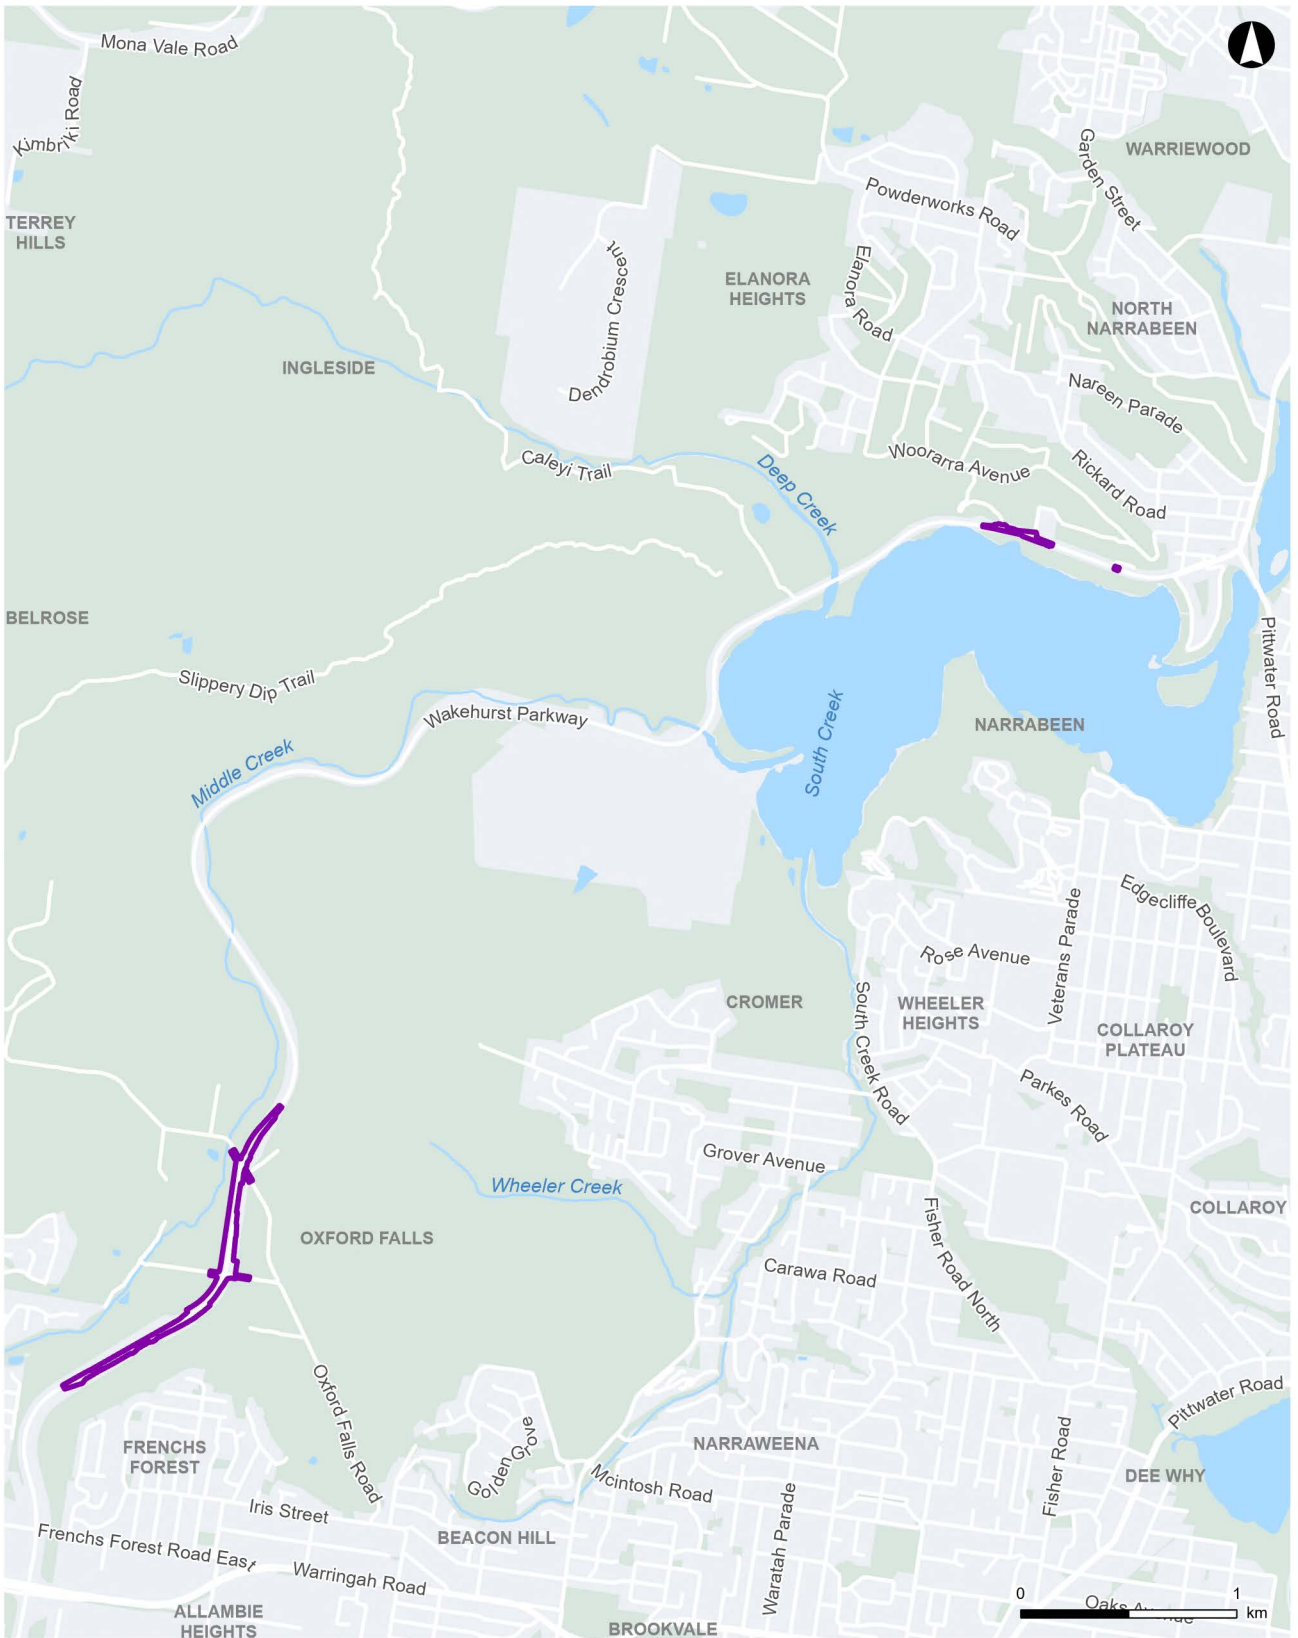 Mona Vale Road
Kimbriki Road
WARRIEWOOD
Garden Street
Powderworks Road
TERREY
HILLS
Dendrobium Crescent
ELANORA
HEIGHTS
Elanora Road
NORTH
NARRABEEN
INGLESIDE
Nareen Parade
Caleyi Trail
Deep Creek
Woorarra Avenue
Rickard Road
BELROSE
Slippery Dip Trail
Pittwater Road
Wakehurst Parkway
South Creek
NARRABEEN
Middle Creek
Edgecliffe Boulevard
Rose Avenue
Veterans Parade
CROMER
WHEELER
HEIGHTS
South Creek Road
COLLAROY
PLATEAU
Parkes Road
Grover Avenue
Wheeler Creek
COLLAROY
OXFORD FALLS
Carawa Road
Fisher Road North
Oxford Falls Road
Pittwater Road
FRENCHS
FOREST
Golden Grove
NARRAWEENA
Fisher Road
DEE WHY
Mcintosh Road
Iris Street
Waratah Parade
BEACON HILL
Frenchs Forest Road East
Warringah Road
ALLAMBIE
HEIGHTS
BROOKVALE
Oaks Avenue
0 1
km